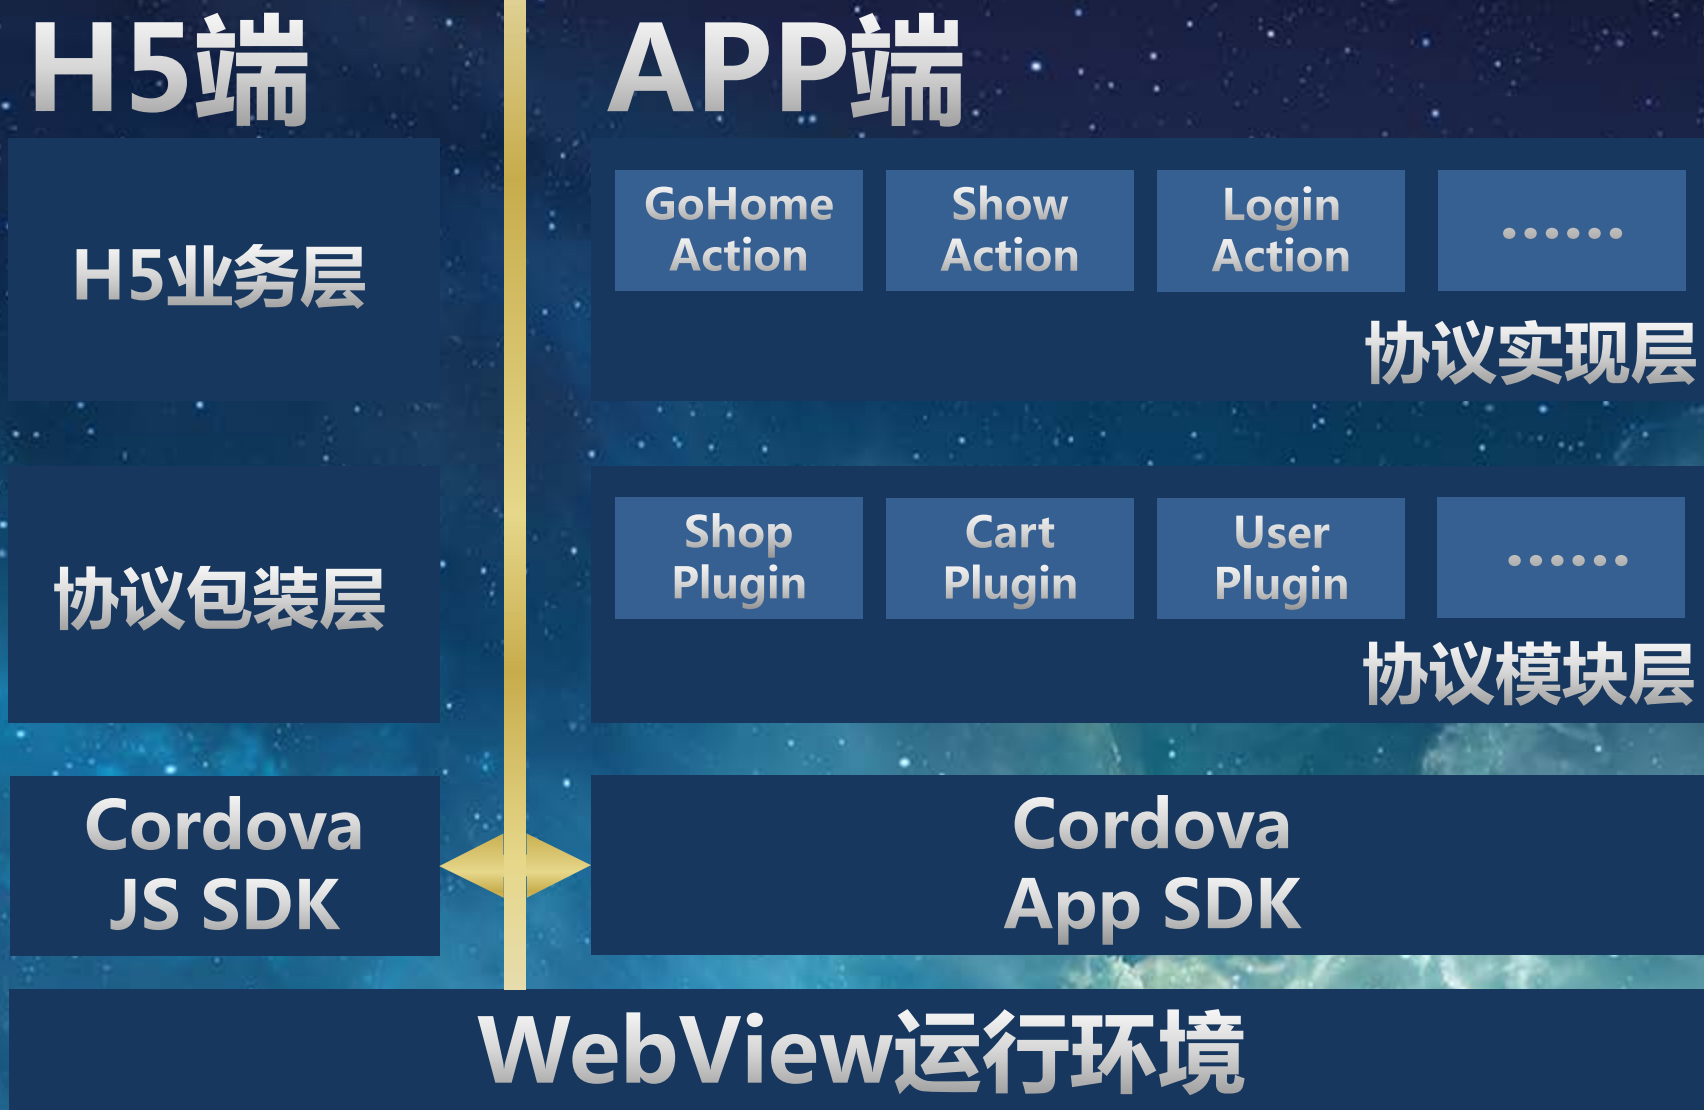 H5端
APP端
H5业务层
GoHome
Action
Show
Action
Login
Action
······
协议实现层
协议包装层
Shop
Plugin
Cart
Plugin
User
Plugin
······
协议模块层
Cordova
JS SDK
Cordova
App SDK
WebView运行环境